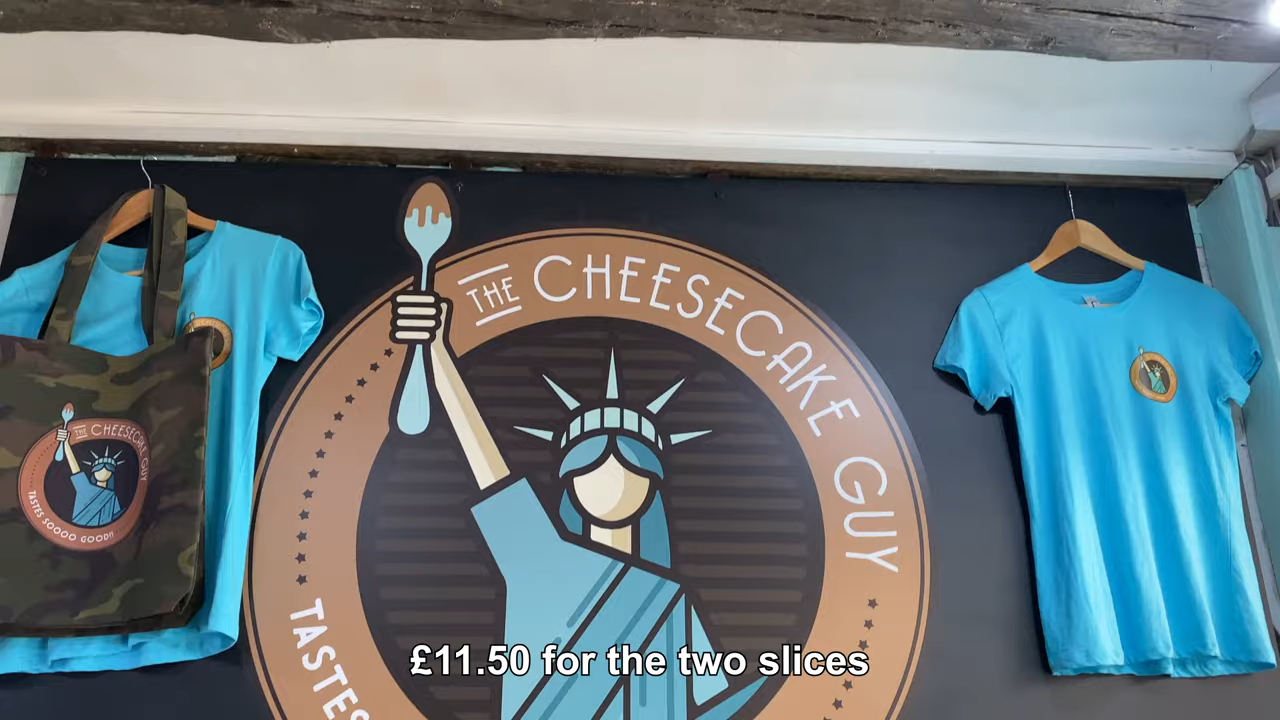 THE CHEESECAKE GUY
TASTES
THE CHEESECAKE GUY
TASTES SOOOO GOOD!!
£11.50 for the two slices